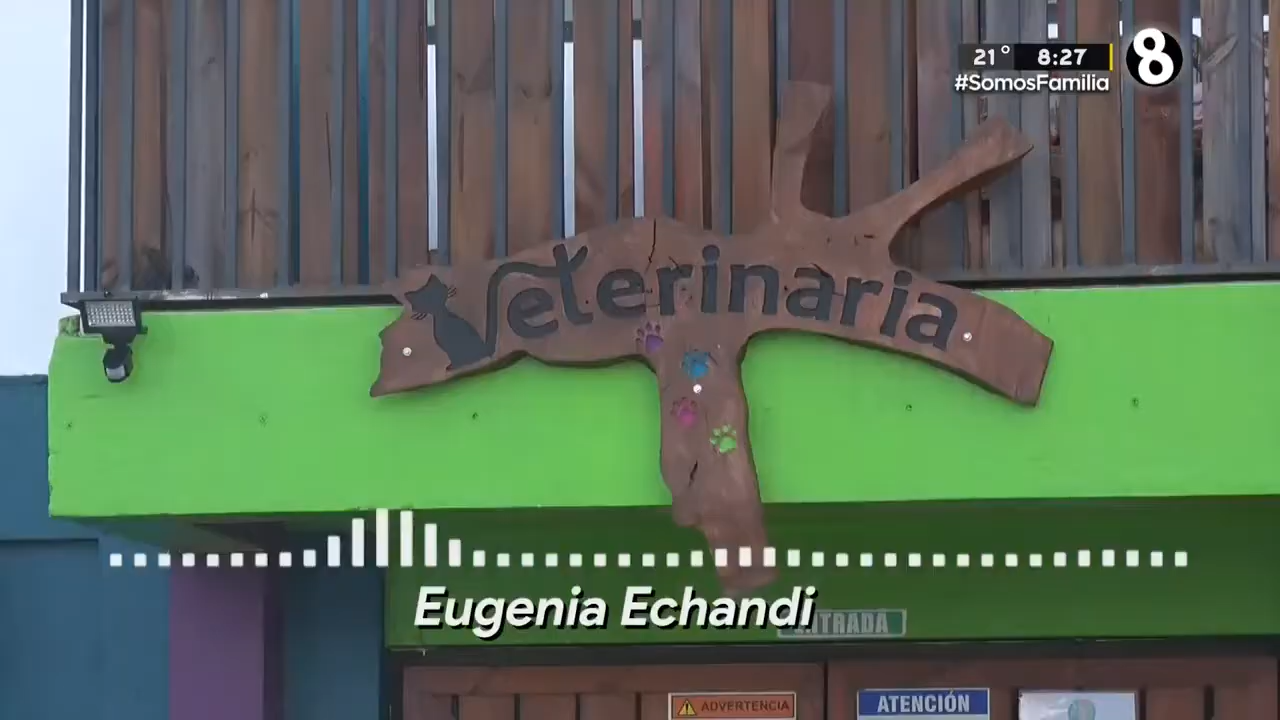 21° 8:27
8
#SomosFamilia
Veterinaria
Eugenia Echandi
ENTRADA
ADVERTENCIA
ATENCIÓN